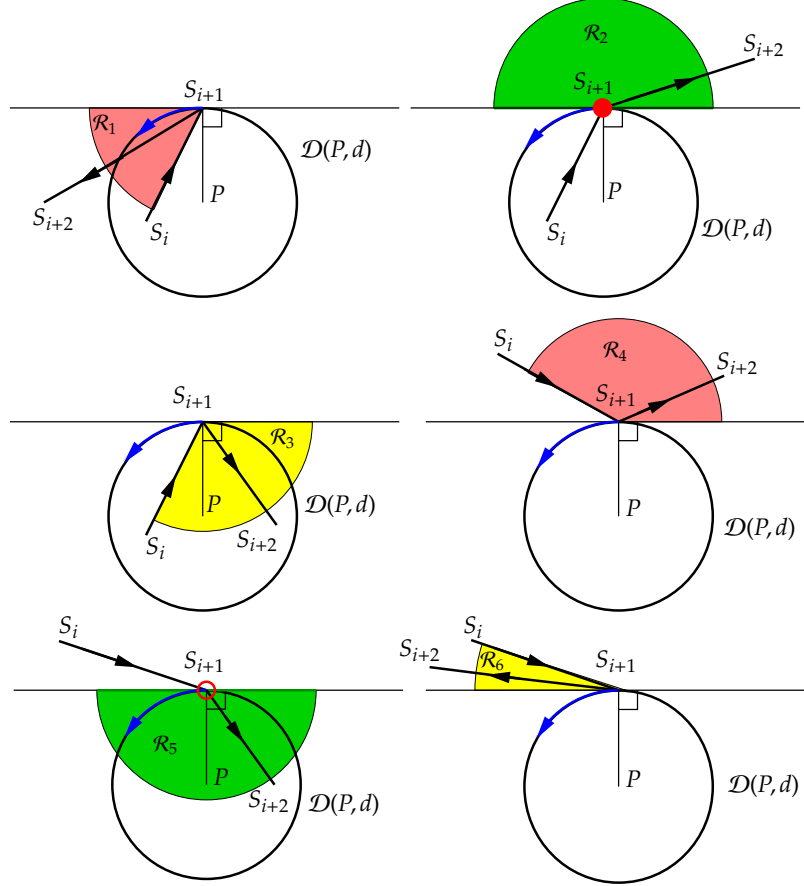 S_{i+1}
R_1
D(P, d)
P
S_{i+2}
S_i
R_2
S_{i+2}
S_{i+1}
P
S_i
D(P, d)
S_{i+1}
R_3
P
D(P, d)
S_i
S_{i+2}
S_i
R_4
S_{i+2}
S_{i+1}
P
D(P, d)
S_i
S_{i+1}
R_5
P
S_{i+2}
D(P, d)
S_i
S_{i+2}
R_6
S_{i+1}
P
D(P, d)